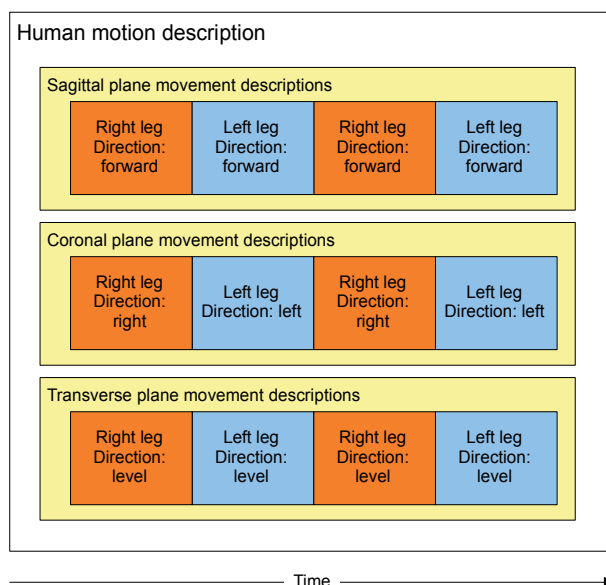 Human motion description
Sagittal plane movement descriptions
Right leg
Direction:
forward
Left leg
Direction:
forward
Right leg
Direction:
forward
Left leg
Direction:
forward
Coronal plane movement descriptions
Right leg
Direction:
right
Left leg
Direction: left
Right leg
Direction:
right
Left leg
Direction: left
Transverse plane movement descriptions
Right leg
Direction:
level
Left leg
Direction:
level
Right leg
Direction:
level
Left leg
Direction:
level
Time